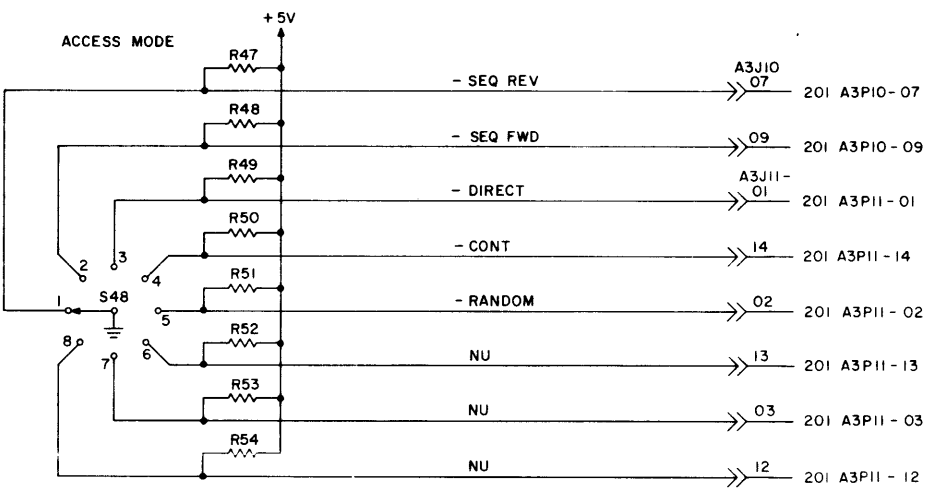 +5V
ACCESS MODE
R47
A3J10
- SEQ REV
07
201 A3P10-07
R48
- SEQ FWD
09
201 A3P10-09
R49
A3J11-
- DIRECT
01
201 A3P11-01
R50
- CONT
14
201 A3P11-14
2
3
4
R51
1
S48
5
- RANDOM
02
201 A3P11-02
R52
8
7
6
NU
13
201 A3P11-13
R53
NU
03
201 A3P11-03
R54
NU
12
201 A3P11-12